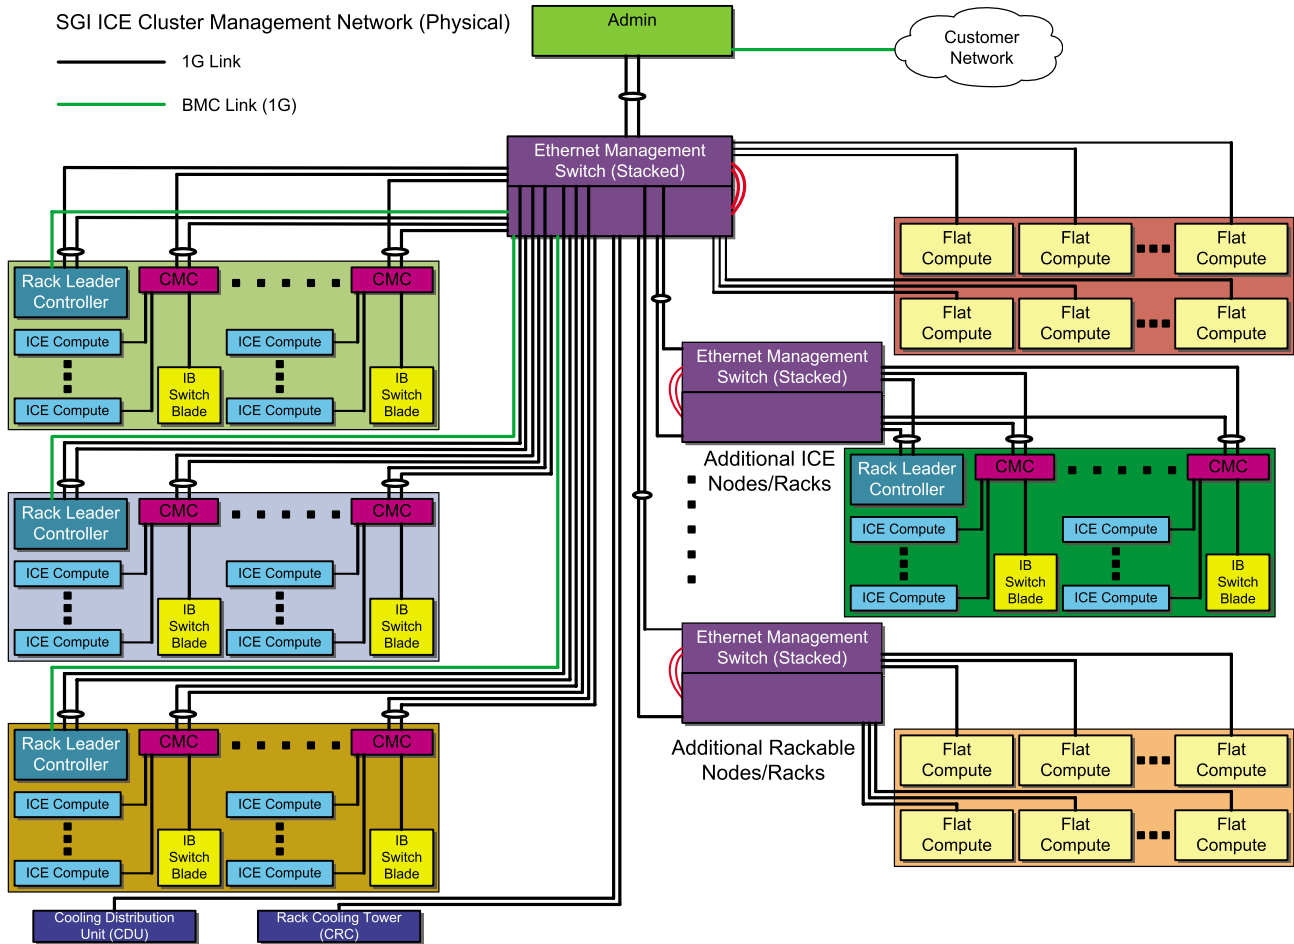 SGI ICE Cluster Management Network (Physical)
1G Link
BMC Link (1G)
Admin
Customer
Network
Ethernet Management
Switch (Stacked)
Rack Leader
Controller
CMC
CMC
ICE Compute
ICE Compute
IB
Switch
Blade
IB
Switch
Blade
ICE Compute
ICE Compute
Flat
Compute
Flat
Compute
Flat
Compute
Flat
Compute
Flat
Compute
Flat
Compute
Ethernet Management
Switch (Stacked)
Additional ICE
Nodes/Racks
Rack Leader
Controller
CMC
CMC
ICE Compute
ICE Compute
IB
Switch
Blade
IB
Switch
Blade
ICE Compute
ICE Compute
Rack Leader
Controller
CMC
CMC
ICE Compute
ICE Compute
IB
Switch
Blade
IB
Switch
Blade
ICE Compute
ICE Compute
Ethernet Management
Switch (Stacked)
Additional Rackable
Nodes/Racks
Flat
Compute
Flat
Compute
Flat
Compute
Flat
Compute
Flat
Compute
Flat
Compute
Rack Leader
Controller
CMC
CMC
ICE Compute
ICE Compute
IB
Switch
Blade
IB
Switch
Blade
ICE Compute
ICE Compute
Cooling Distribution
Unit (CDU)
Rack Cooling Tower
(CRC)